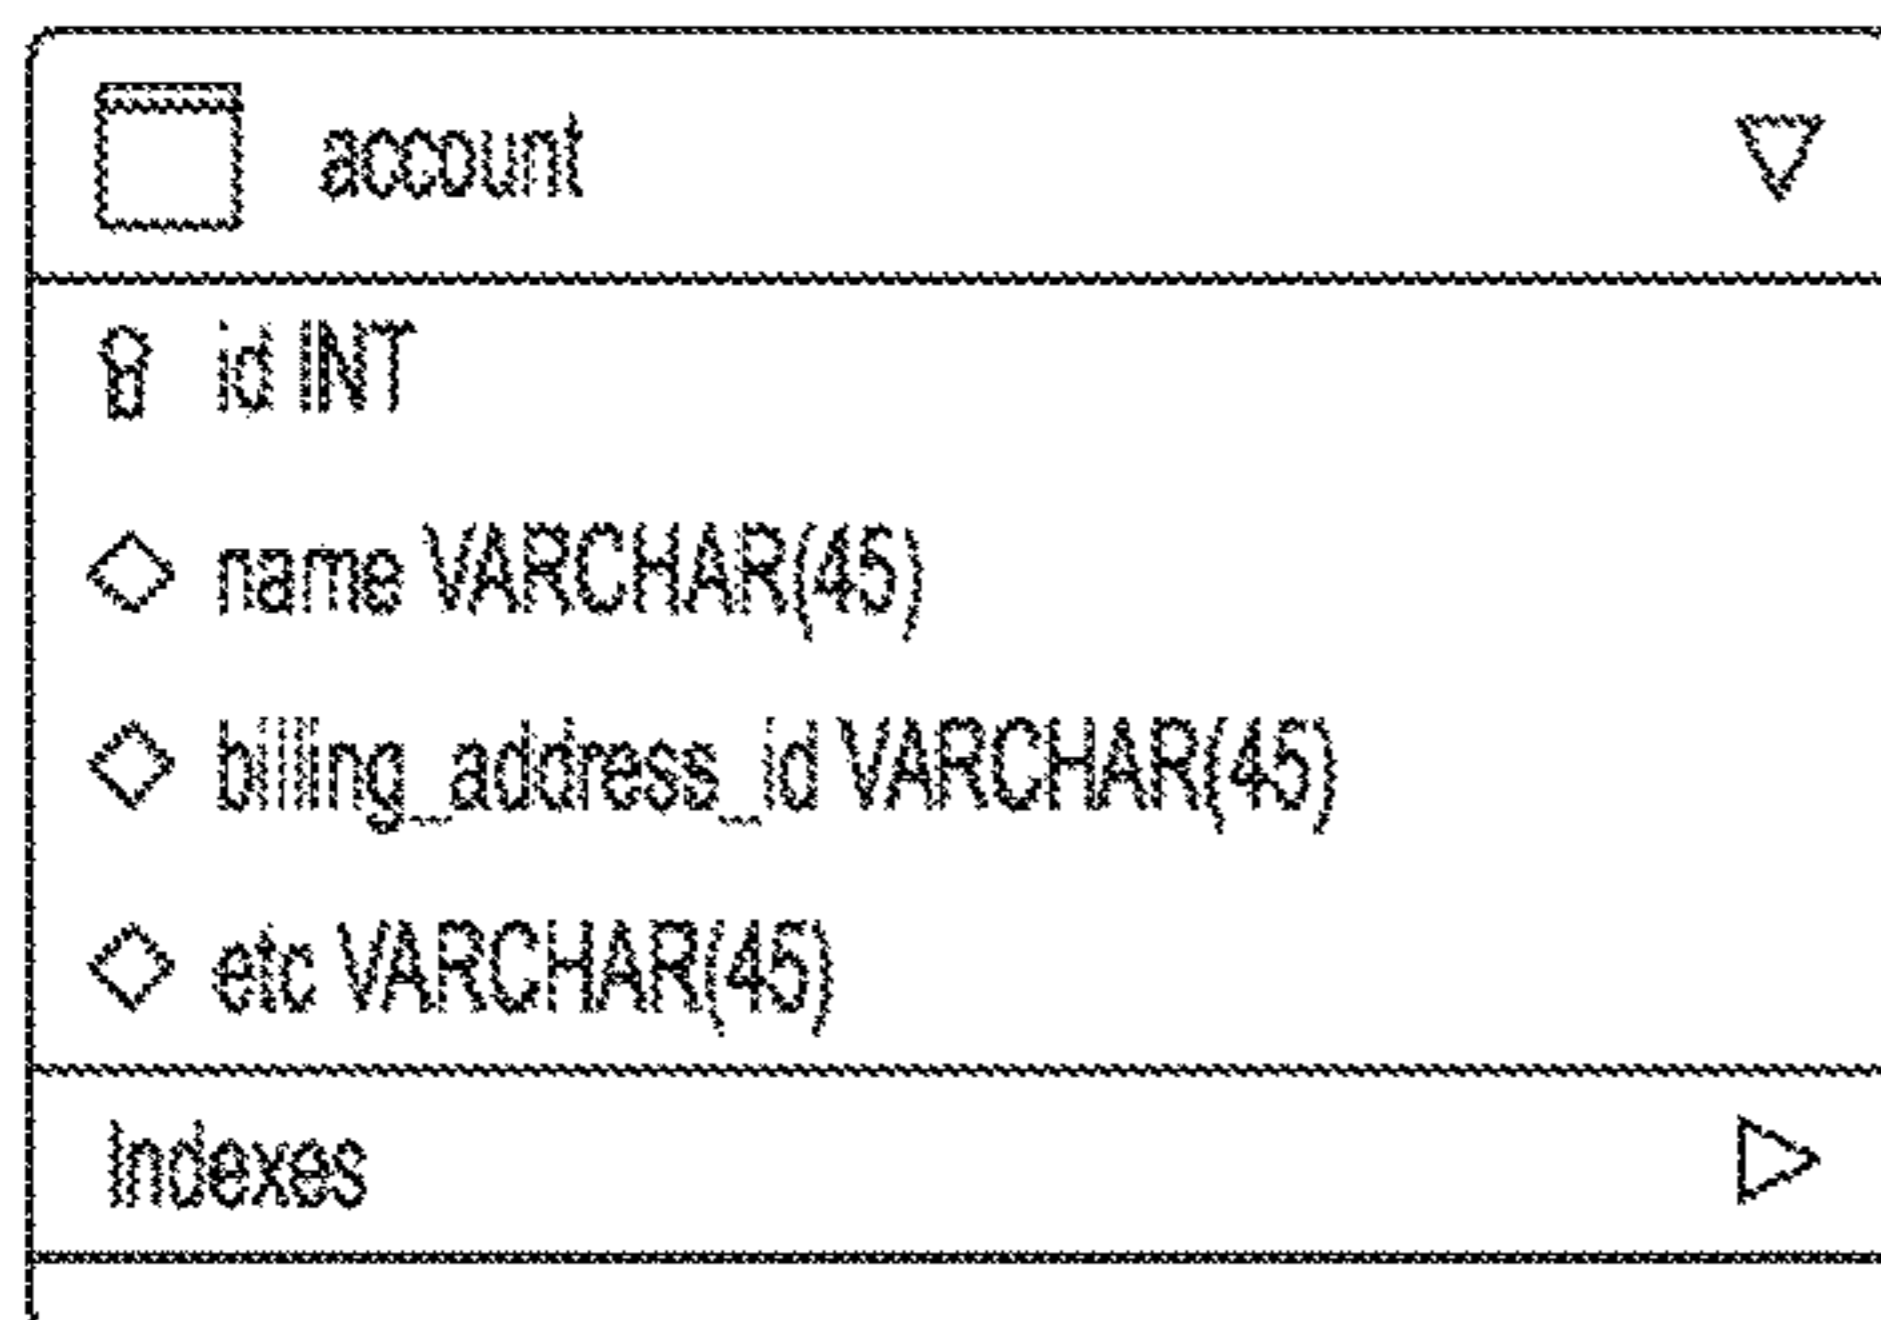 account
id INT
name VARCHAR(45)
billing_address_id VARCHAR(45)
etc VARCHAR(45)
Indexes